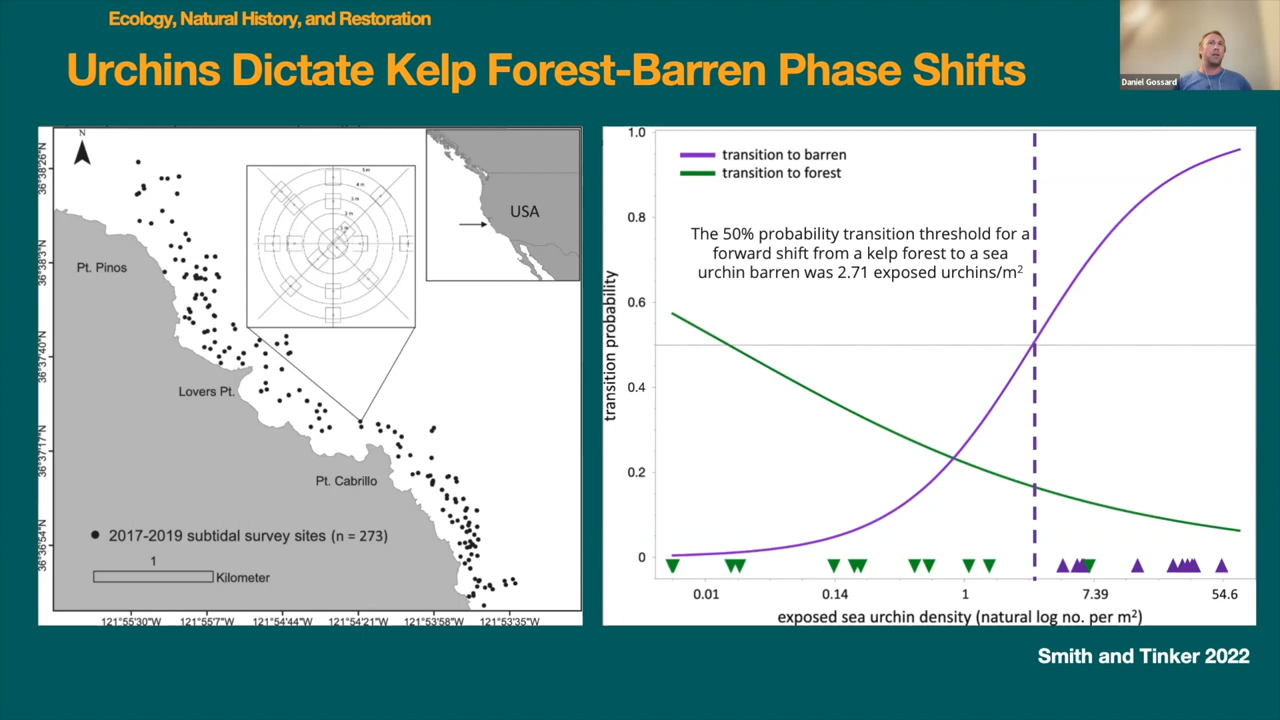 Ecology, Natural History, and Restoration
Urchins Dictate Kelp Forest-Barren Phase Shifts
Daniel Gossard
N
36°38'26"N
36°38'3"N
36°37'40"N
36°37'17"N
36°36'54"N
5 m
4 m
USA
Pt. Pinos
Lovers Pt.
Pt. Cabrillo
2017-2019 subtidal survey sites (n = 273)
1
Kilometer
121°55'30"W
121°55'7"W
121°54'44"W
121°54'21"W
121°53'58"W
121°53'35"W
transition probability
1.0
0.8
0.6
0.4
0.2
0
transition to barren
transition to forest
The 50% probability transition threshold for a
forward shift from a kelp forest to a sea
urchin barren was 2.71 exposed urchins/m²
0.01
0.14
1
7.39
54.6
exposed sea urchin density (natural log no. per m²)
Smith and Tinker 2022